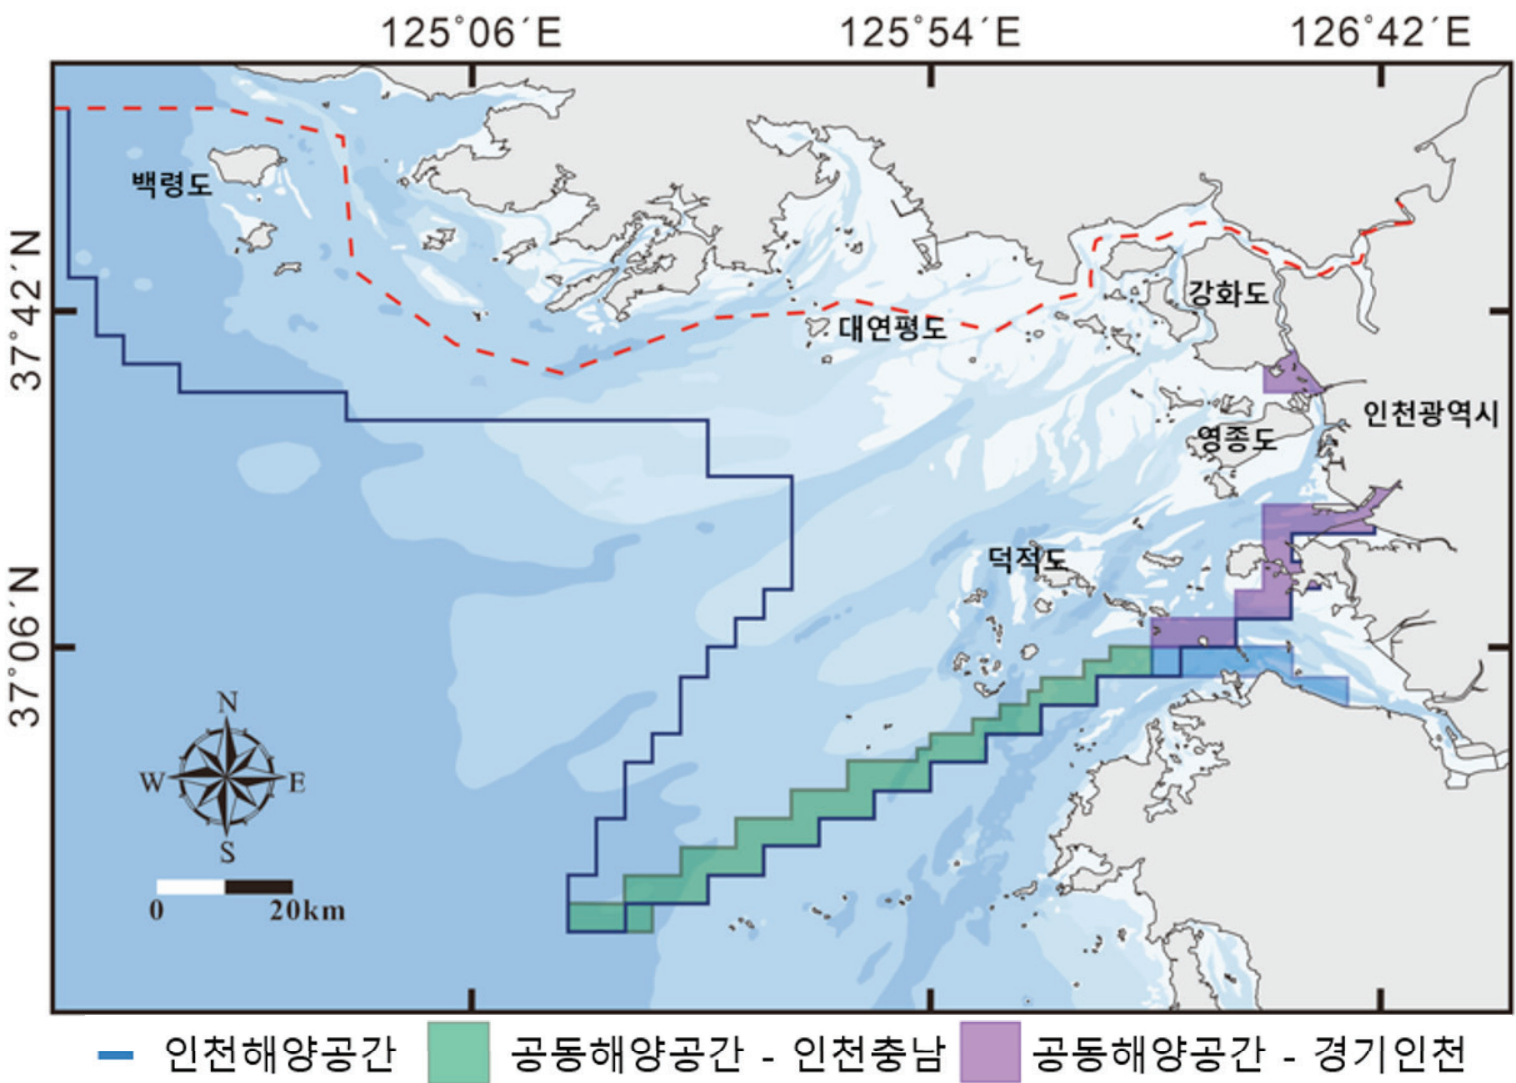 125°06´E 125°54´E 126°42´E
백령도
37°42´N
강화도
대연평도
인천광역시
영종도
덕적도
37°06´N
N
W E
S
0 20km
인천해양공간 공동해양공간 - 인천충남 공동해양공간 - 경기인천